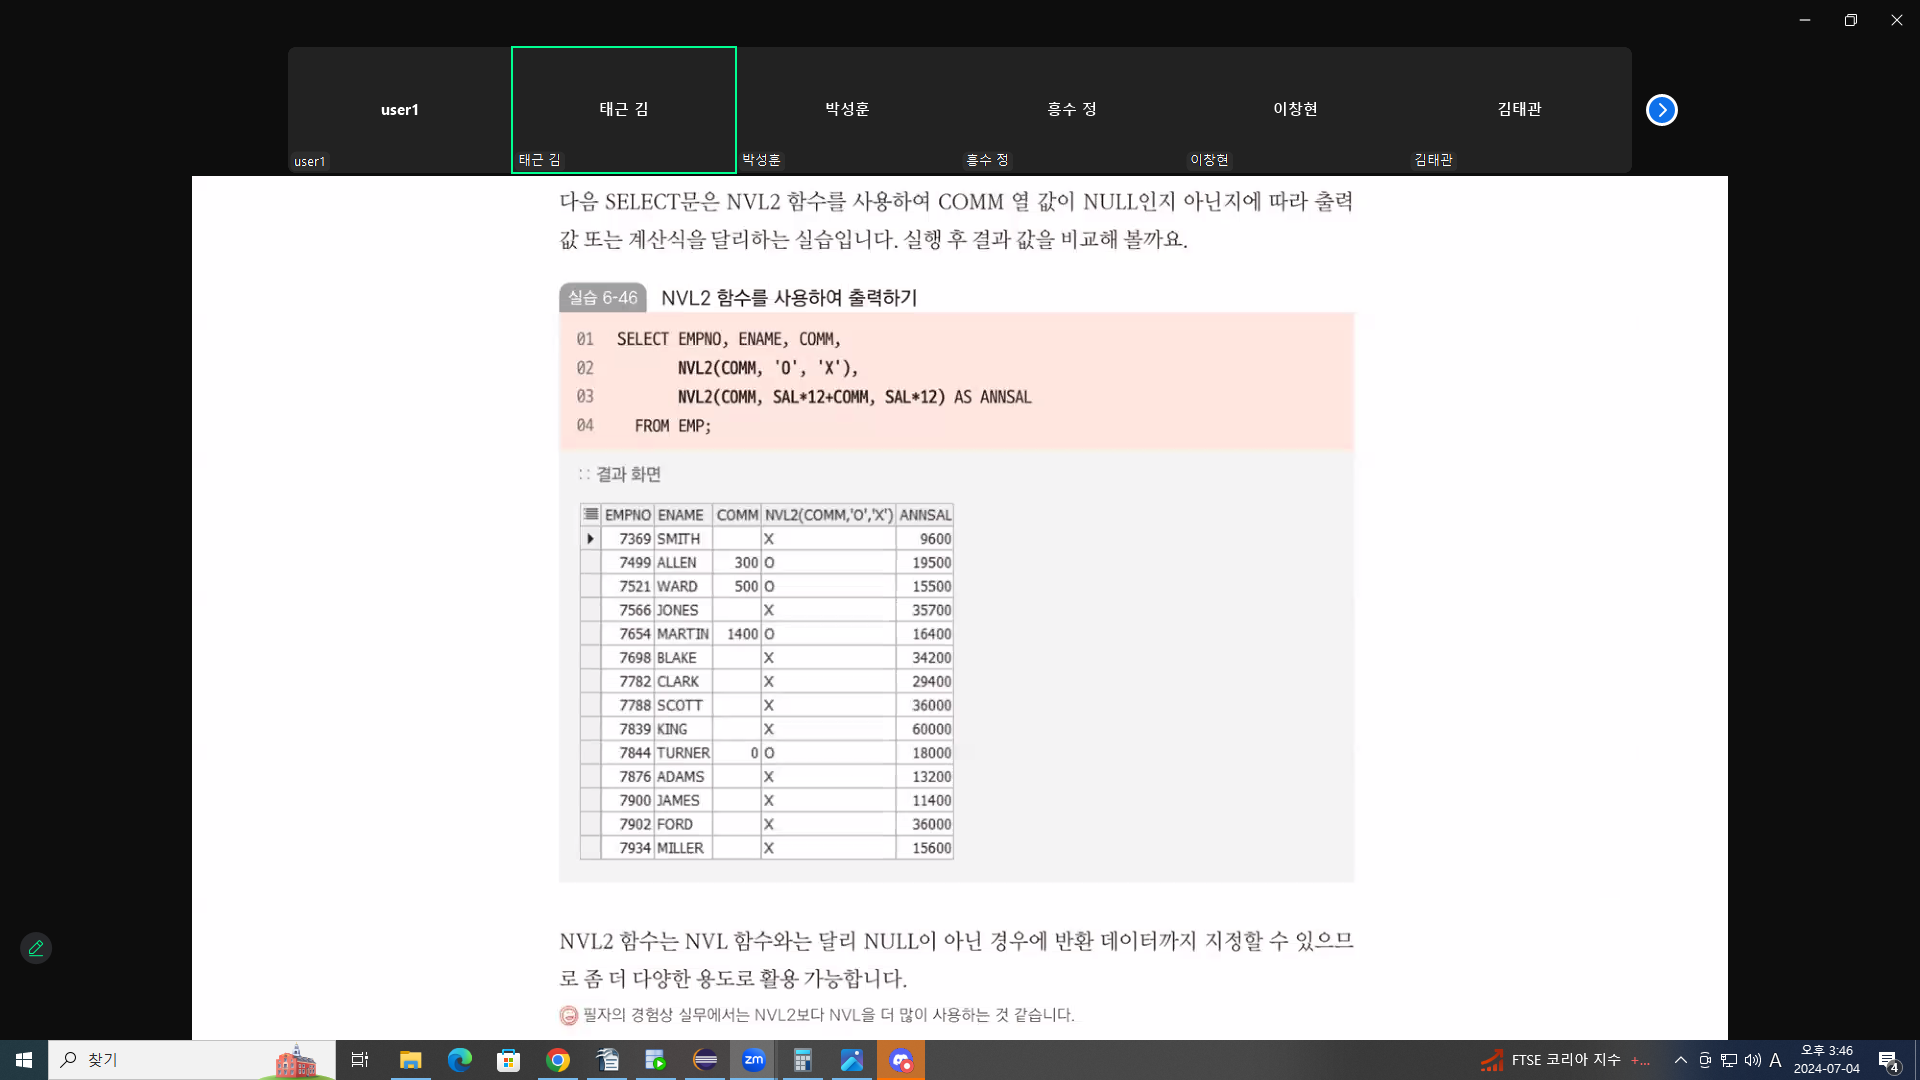 user1
태근 김
박성훈
흥수 정
이창현
김태관
user1
태근 김
박성훈
흥수 정
이창현
김태관
다음 SELECT문은 NVL2 함수를 사용하여 COMM 열 값이 NULL인지 아닌지에 따라 출력
값 또는 계산식을 달리하는 실습입니다. 실행 후 결과 값을 비교해 볼까요.
실습 6-46 NVL2 함수를 사용하여 출력하기
01 SELECT EMPNO, ENAME, COMM,
02 NVL2(COMM, 'O', 'X'),
03 NVL2(COMM, SAL*12+COMM, SAL*12) AS ANNSAL
04 FROM EMP;
:: 결과 화면
EMPNO ENAME COMM NVL2(COMM,'O','X') ANNSAL
7369 SMITH X 9600
7499 ALLEN 300 O 19500
7521 WARD 500 O 15500
7566 JONES X 35700
7654 MARTIN 1400 O 16400
7698 BLAKE X 34200
7782 CLARK X 29400
7788 SCOTT X 36000
7839 KING X 60000
7844 TURNER 0 O 18000
7876 ADAMS X 13200
7900 JAMES X 11400
7902 FORD X 36000
7934 MILLER X 15600
NVL2 함수는 NVL 함수와는 달리 NULL이 아닌 경우에 반환 데이터까지 지정할 수 있으므
로 좀 더 다양한 용도로 활용 가능합니다.
필자의 경험상 실무에서는 NVL2보다 NVL을 더 많이 사용하는 것 같습니다.
찾기
zm
FTSE 코리아 지수 +...
A
오후 3:46
2024-07-04
4